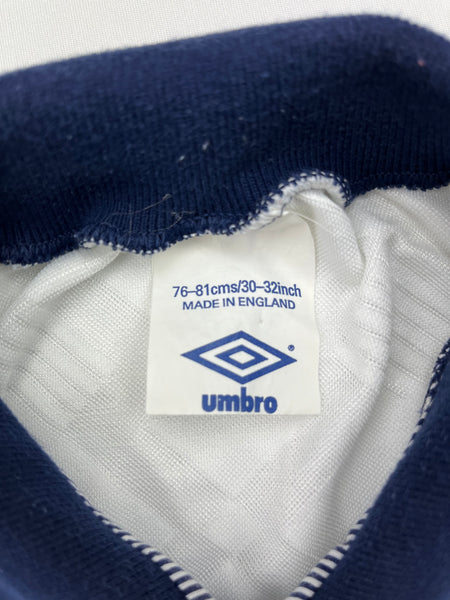 76–81cms/30–32inch
MADE IN ENGLAND
®
umbro